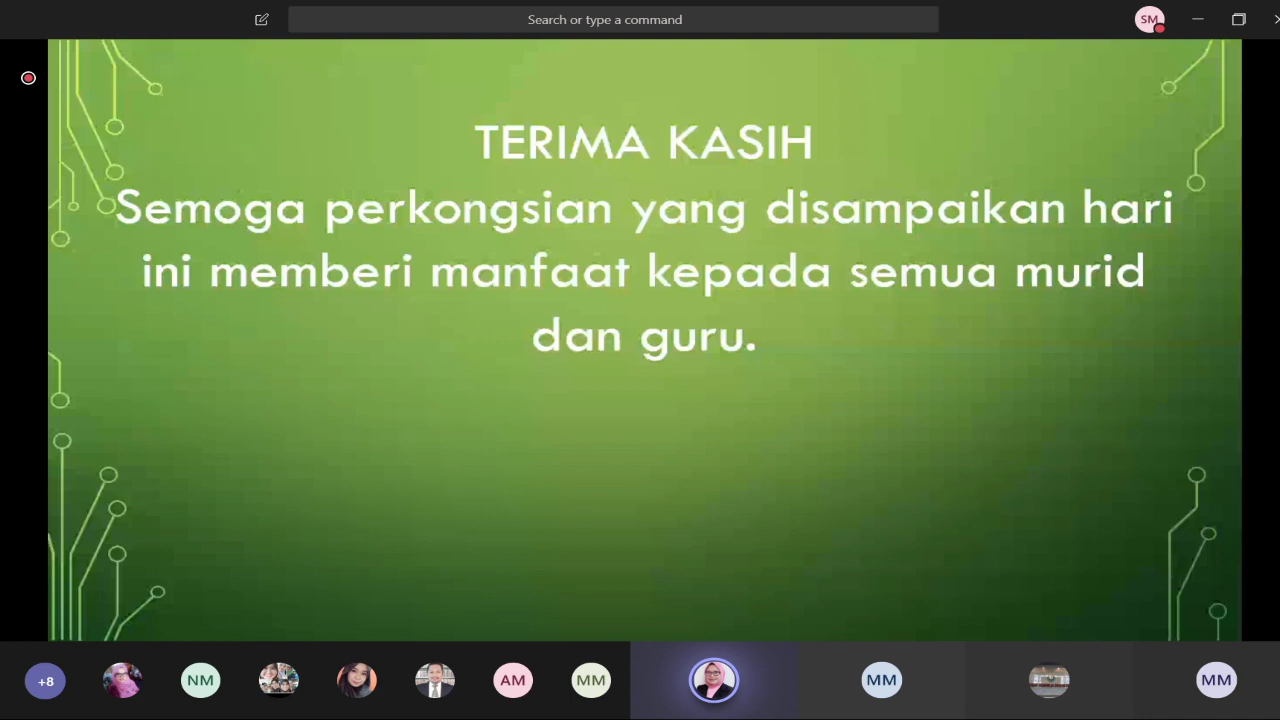 Search or type a command
SM
TERIMA KASIH
Semoga perkongsian yang disampaikan hari
ini memberi manfaat kepada semua murid
dan guru.
+8
NM
AM
MM
MM
MM